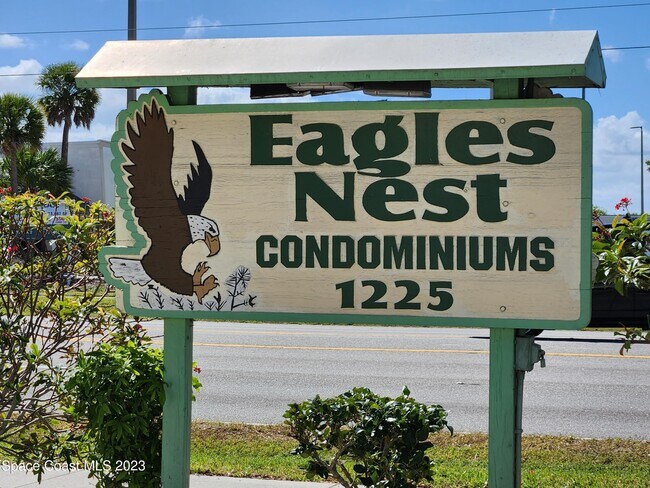 Eagles
Nest
CONDOMINIUMS
1225
Space Coast MLS 2023